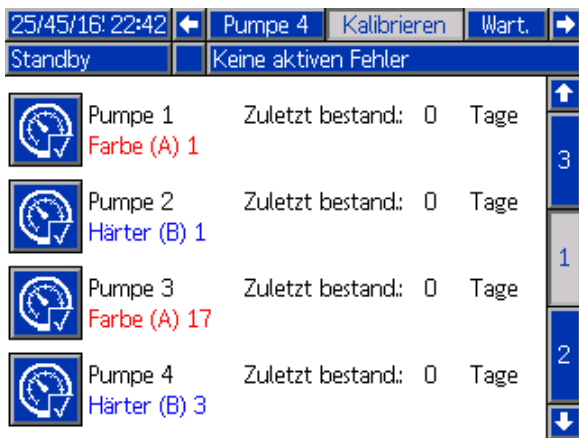 25/45/16: 22:42 Pumpe 4 Kalibrieren Wart.
Standby Keine aktiven Fehler
Pumpe 1 Zuletzt bestand.: 0 Tage
Farbe (A) 1
3
Pumpe 2 Zuletzt bestand.: 0 Tage
Härter (B) 1
1
Pumpe 3 Zuletzt bestand.: 0 Tage
Farbe (A) 17
2
Pumpe 4 Zuletzt bestand.: 0 Tage
Härter (B) 3